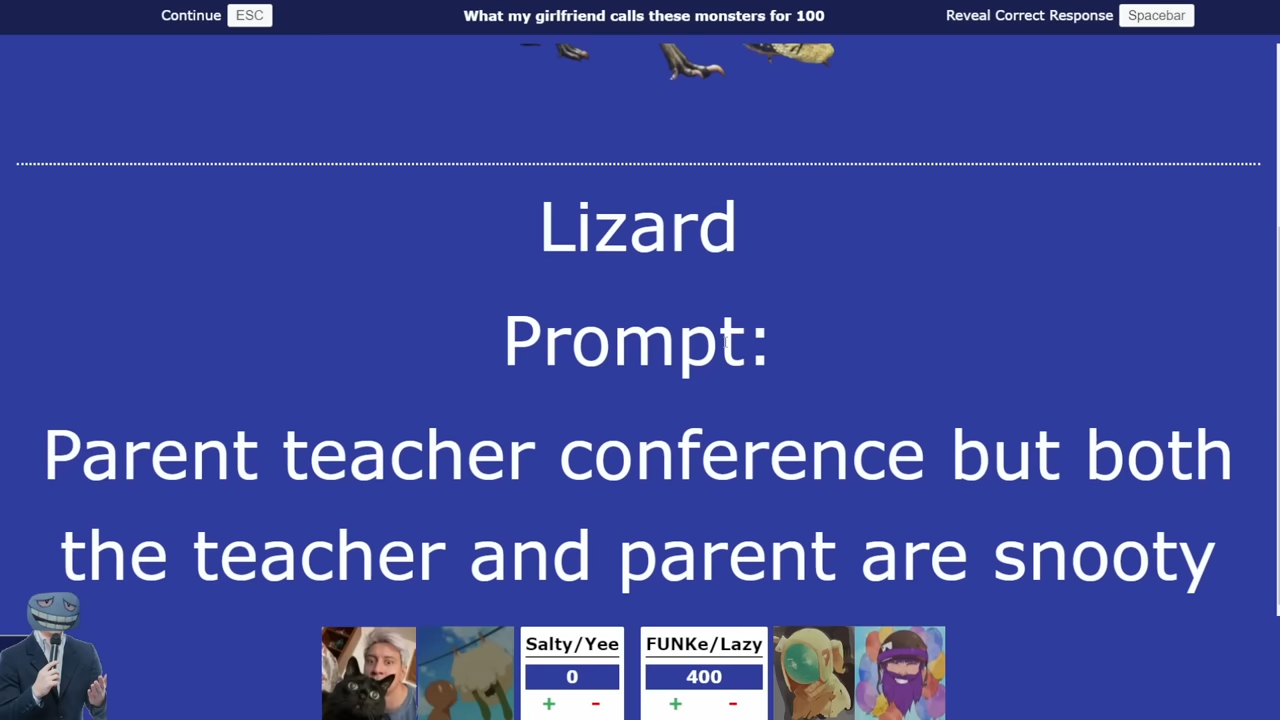 Continue ESC What my girlfriend calls these monsters for 100 Reveal Correct Response Spacebar
Lizard
Prompt:
Parent teacher conference but both
the teacher and parent are snooty
Salty/Yee FUNKe/Lazy
0 400
+ - + -